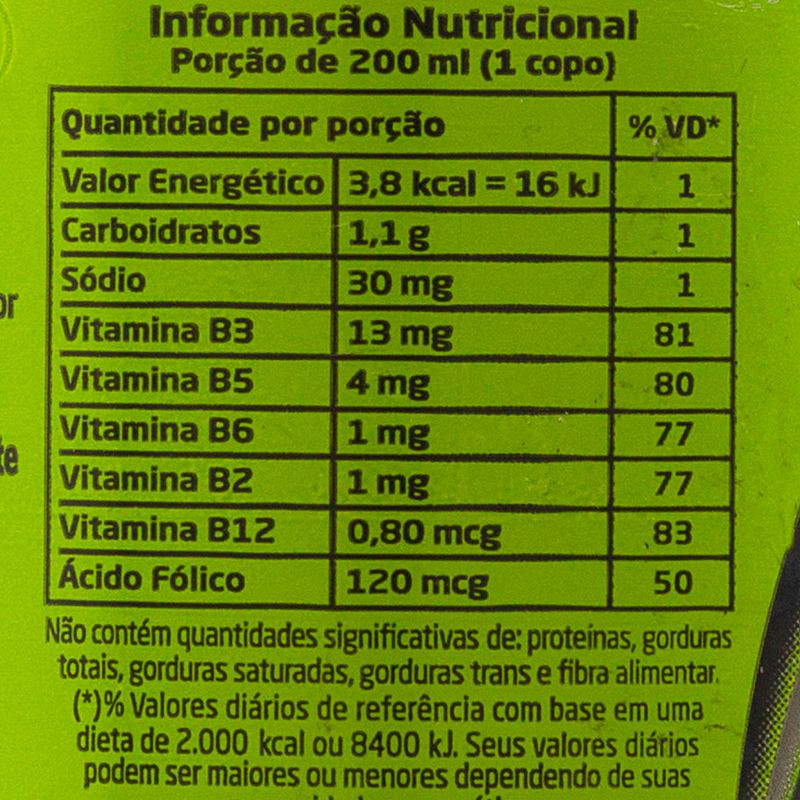 Informação Nutricional
Porção de 200 ml (1 copo)
Quantidade por porção % VD*
Valor Energético 3,8 kcal = 16 kJ 1
Carboidratos 1,1 g 1
Sódio 30 mg 1
Vitamina B3 13 mg 81
Vitamina B5 4 mg 80
Vitamina B6 1 mg 77
Vitamina B2 1 mg 77
Vitamina B12 0,80 mcg 83
Ácido Fólico 120 mcg 50
Não contém quantidades significativas de: proteínas, gorduras
totais, gorduras saturadas, gorduras trans e fibra alimentar.
(*)% Valores diários de referência com base em uma
dieta de 2.000 kcal ou 8400 kJ. Seus valores diários
podem ser maiores ou menores dependendo de suas